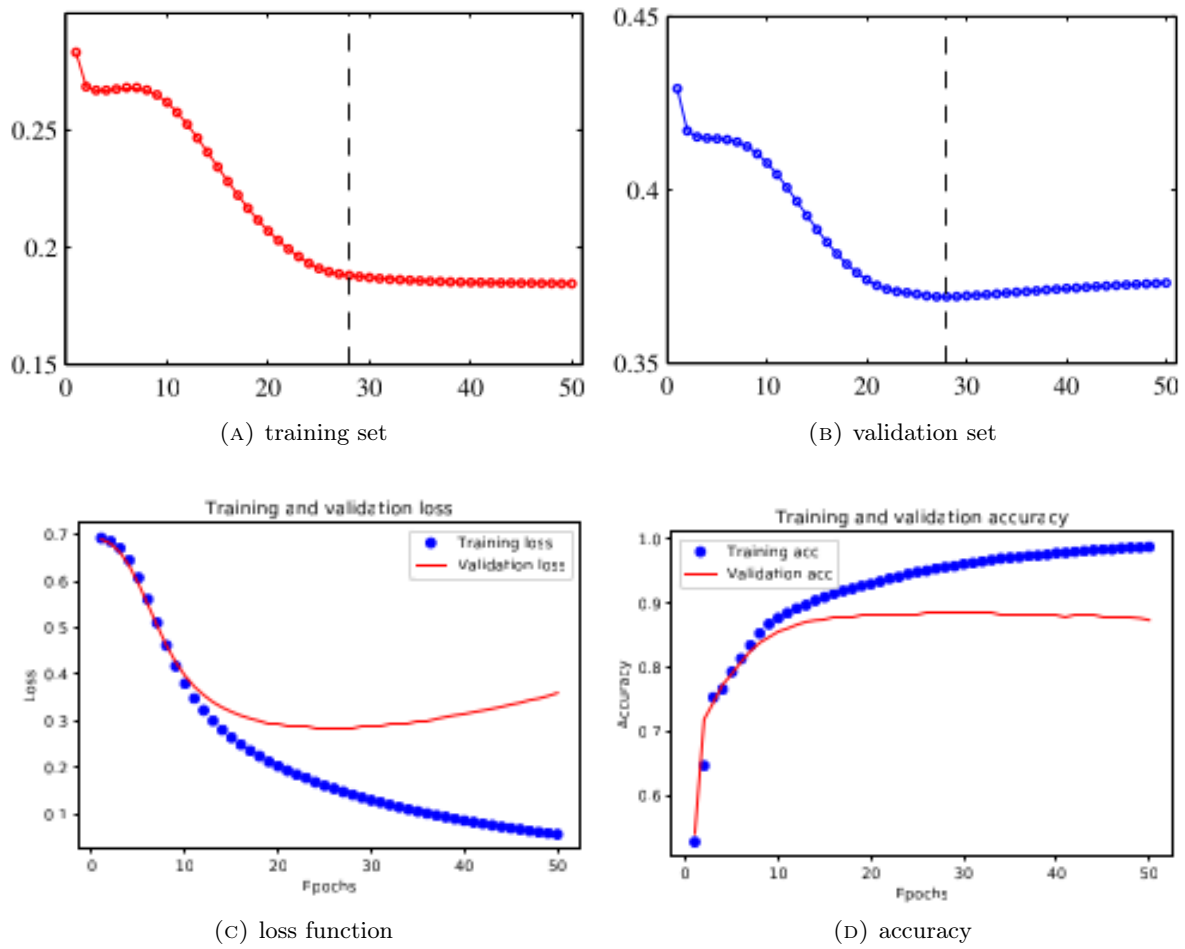 0.25
0.2
0.15
0 10 20 30 40 50
(A) training set
0.45
0.4
0.35
0 10 20 30 40 50
(B) validation set
Training and validation loss
Training loss
Validation loss
0.7
0.6
0.5
0.4
0.3
0.2
0.1
Loss
0 10 20 30 40 50
Epochs
(C) loss function
Training and validation accuracy
Training acc
Validation acc
1.0
0.9
0.8
0.7
0.6
Accuracy
0 10 20 30 40 50
Epochs
(D) accuracy